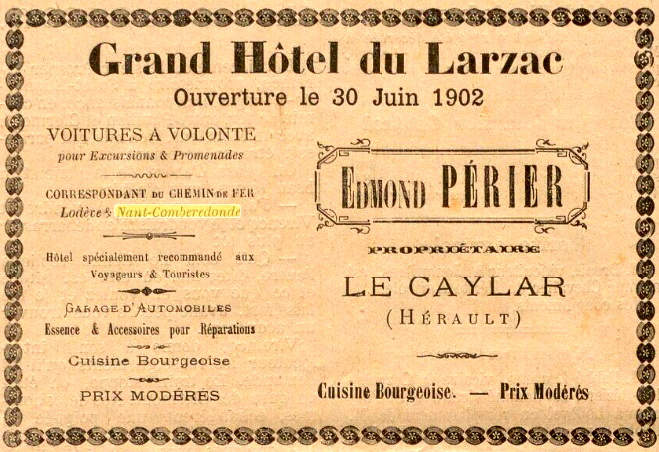 Grand Hôtel du Larzac
Ouverture le 30 Juin 1902
VOITURES A VOLONTE
pour Excursions & Promenades
CORRESPONDANT DU CHEMIN DE FER
Lodève & Nant-Comberedonde
Hôtel spécialement recommandé aux
Voyageurs & Touristes
GARAGE D'AUTOMOBILES
Essence & Accessoires pour Réparations
Cuisine Bourgeoise
PRIX MODÉRÉS
EDMOND PÉRIER
PROPRIÉTAIRE
LE CAYLAR
(HÉRAULT)
Cuisine Bourgeoise. — Prix Modérés